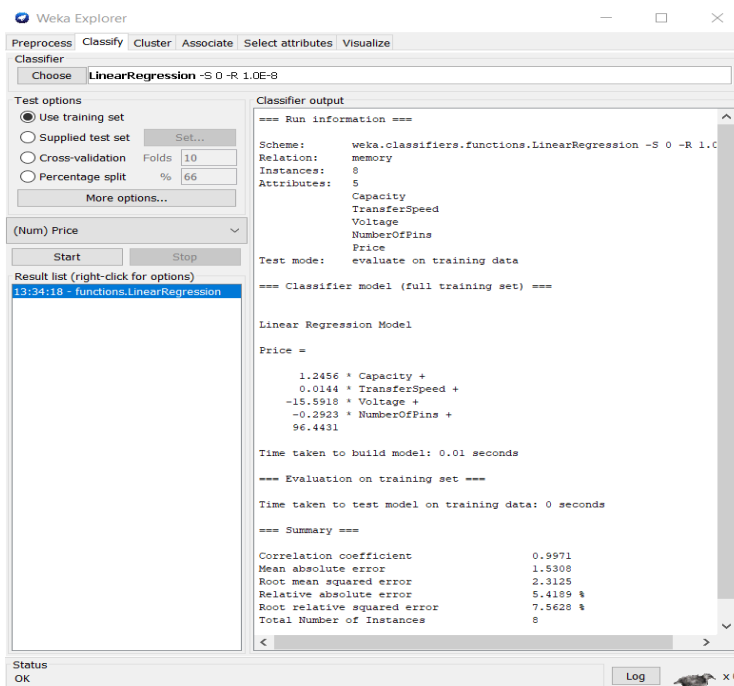 Weka Explorer
Preprocess Classify Cluster Associate Select attributes Visualize
Classifier
Choose LinearRegression -S 0 -R 1.0E-8
Test options
Use training set
Supplied test set Set...
Cross-validation Folds 10
Percentage split % 66
More options...
(Num) Price
Start Stop
Result list (right-click for options)
13:34:18 - functions.LinearRegression
Classifier output
=== Run information ===
Scheme: weka.classifiers.functions.LinearRegression -S 0 -R 1.0
Relation: memory
Instances: 8
Attributes: 5
Capacity
TransferSpeed
Voltage
NumberOfPins
Price
Test mode: evaluate on training data
=== Classifier model (full training set) ===
Linear Regression Model
Price =
1.2456 * Capacity +
0.0144 * TransferSpeed +
-15.5918 * Voltage +
-0.2923 * NumberOfPins +
96.4431
Time taken to build model: 0.01 seconds
=== Evaluation on training set ===
Time taken to test model on training data: 0 seconds
=== Summary ===
Correlation coefficient 0.9971
Mean absolute error 1.5308
Root mean squared error 2.3125
Relative absolute error 5.4189 %
Root relative squared error 7.5628 %
Total Number of Instances 8
Status
OK
Log
x